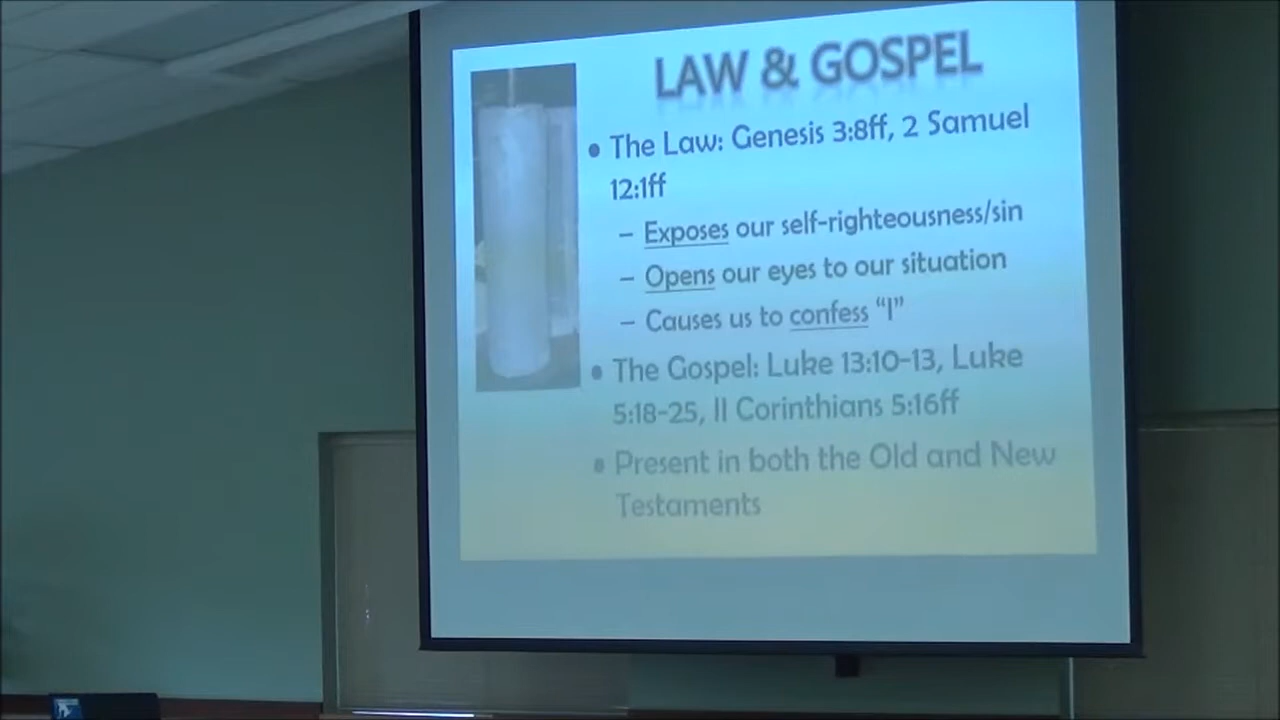 LAW & GOSPEL
• The Law: Genesis 3:8ff, 2 Samuel
12:1ff
– Exposes our self-righteousness/sin
– Opens our eyes to our situation
– Causes us to confess “I”
• The Gospel: Luke 13:10-13, Luke
5:18-25, II Corinthians 5:16ff
• Present in both the Old and New
Testaments